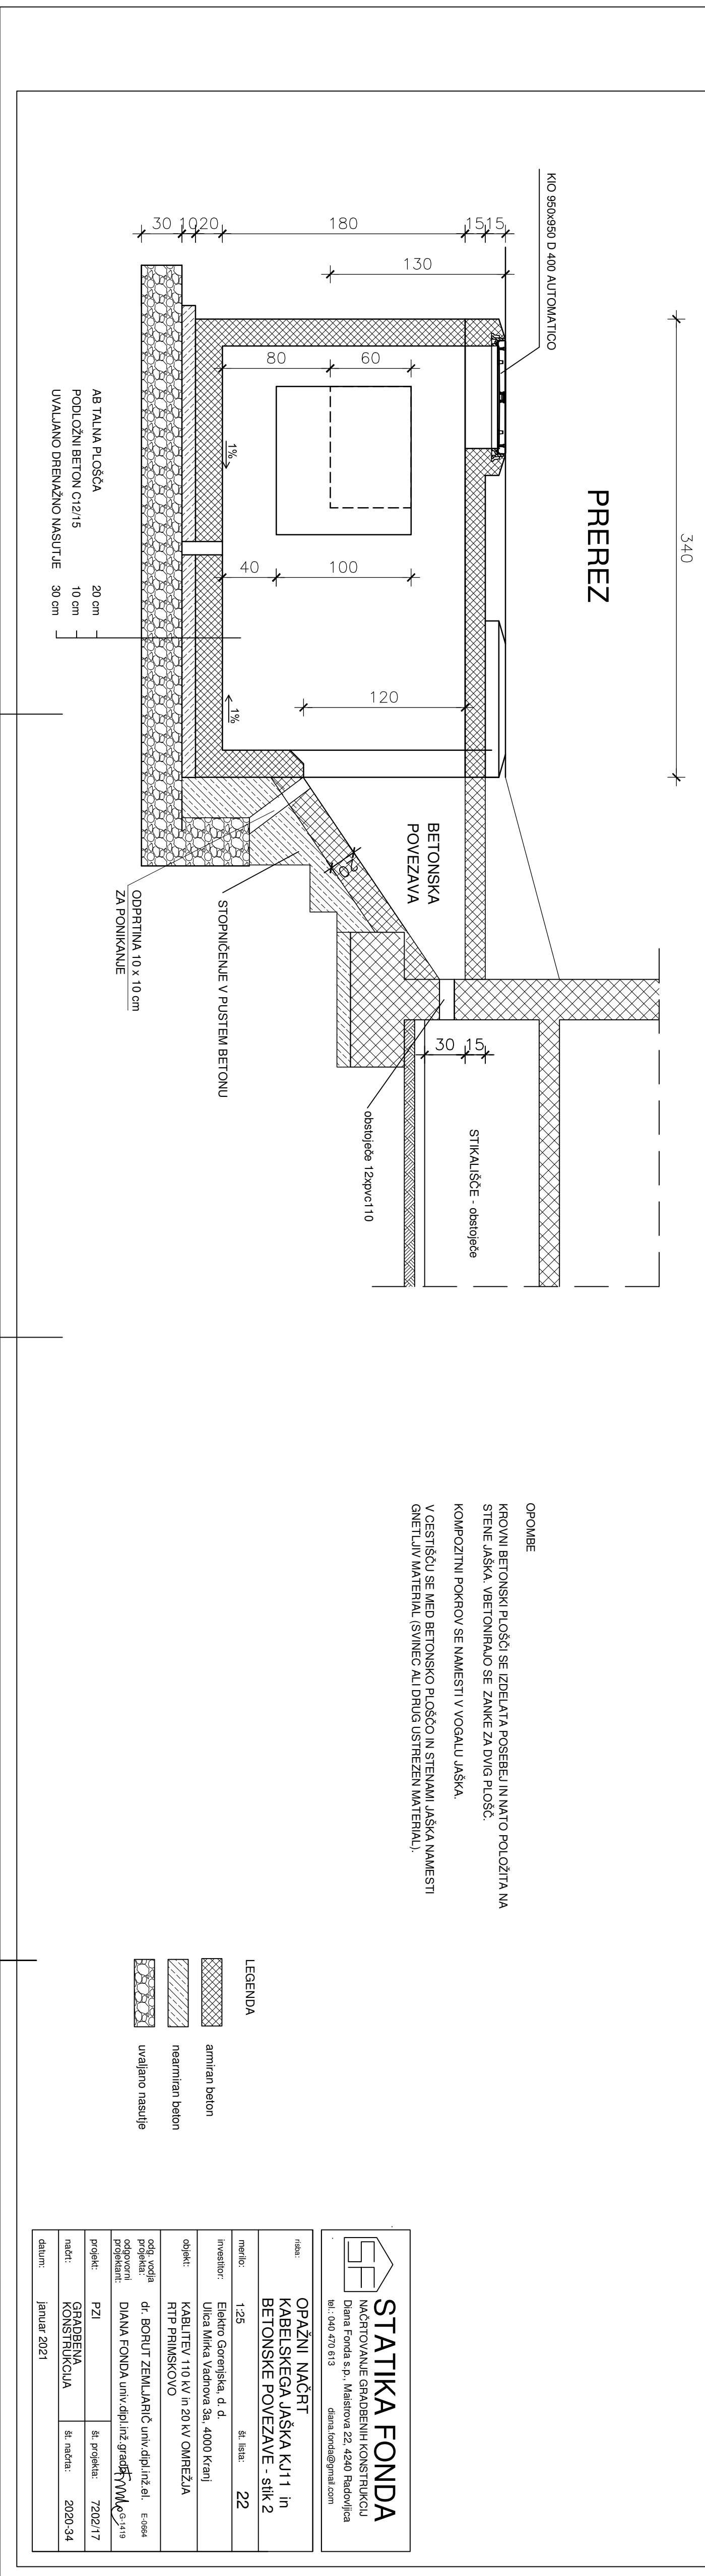 PREREZ
340
KIO 950x950 D 400 AUTOMATICO
30
10
20
180
15
15
130
80
60
1%
40
100
120
1%
AB TALNA PLOŠČA 20 cm
PODLOŽNI BETON C12/15 10 cm
UVALJANO DRENAŽNO NASUTJE 30 cm
BETONSKA
POVEZAVA
20
STOPNIČENJE V PUSTEM BETONU
ODPRTINA 10 x 10 cm
ZA PONIKANJE
30
15
obstoječe 12xpvc110
STIKALIŠČE - obstoječe
OPOMBE
KROVNI BETONSKI PLOŠČI SE IZDELATA POSEBEJ IN NATO POLOŽITA NA
STENE JAŠKA. VBETONIRAJO SE ZANKE ZA DVIG PLOŠČ.
KOMPOZITNI POKROV SE NAMESTI V VOGALU JAŠKA.
V CESTIŠČU SE MED BETONSKO PLOŠČO IN STENAMI JAŠKA NAMESTI
GNETLJIV MATERIAL (SVINEC ALI DRUG USTREZEN MATERIAL).
LEGENDA
armiran beton
nearmiran beton
uvaljano nasutje
SF
STATIKA FONDA
NAČRTOVANJE GRADBENIH KONSTRUKCIJ
Diana Fonda s.p., Maistrova 22, 4240 Radovljica
tel.: 040 470 613 diana.fonda@gmail.com
risba: OPAŽNI NAČRT
KABELSKEGA JAŠKA KJ11 in
BETONSKE POVEZAVE - stik 2
merilo: 1:25 št. lista: 22
investitor: Elektro Gorenjska, d. d.
Ulica Mirka Vadnova 3a, 4000 Kranj
objekt: KABLITEV 110 kV in 20 kV OMREŽJA
RTP PRIMSKOVO
odg. vodja
projekta: dr. BORUT ZEMLJARIČ univ.dipl.inž.el. E-0664
odgovorni
projektant: DIANA FONDA univ.dipl.inž.gradb. G-1419
projekt: PZI št. projekta: 7202/17
načrt: GRADBENA
KONSTRUKCIJA št. načrta: 2020-34
datum: januar 2021